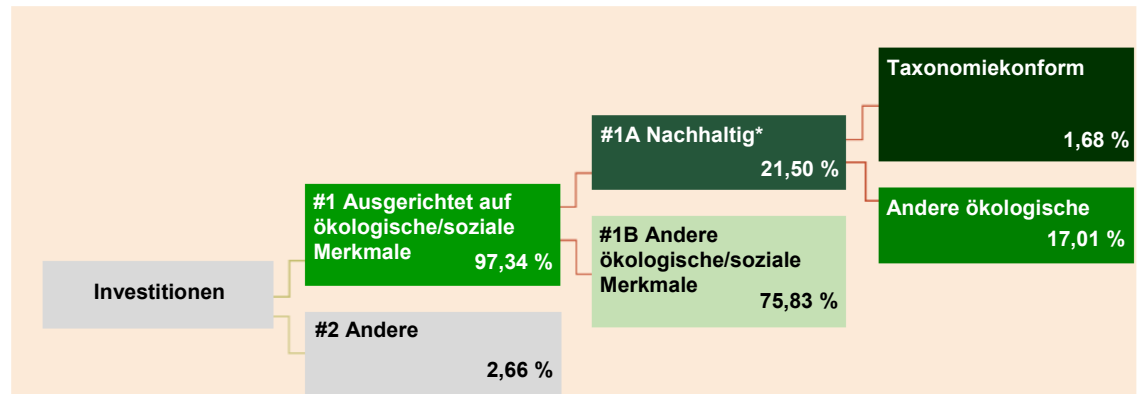 Investitionen
#1 Ausgerichtet auf
ökologische/soziale
Merkmale 97,34 %
#2 Andere
2,66 %
#1A Nachhaltig*
21,50 %
#1B Andere
ökologische/soziale
Merkmale 75,83 %
Taxonomiekonform
1,68 %
Andere ökologische
17,01 %